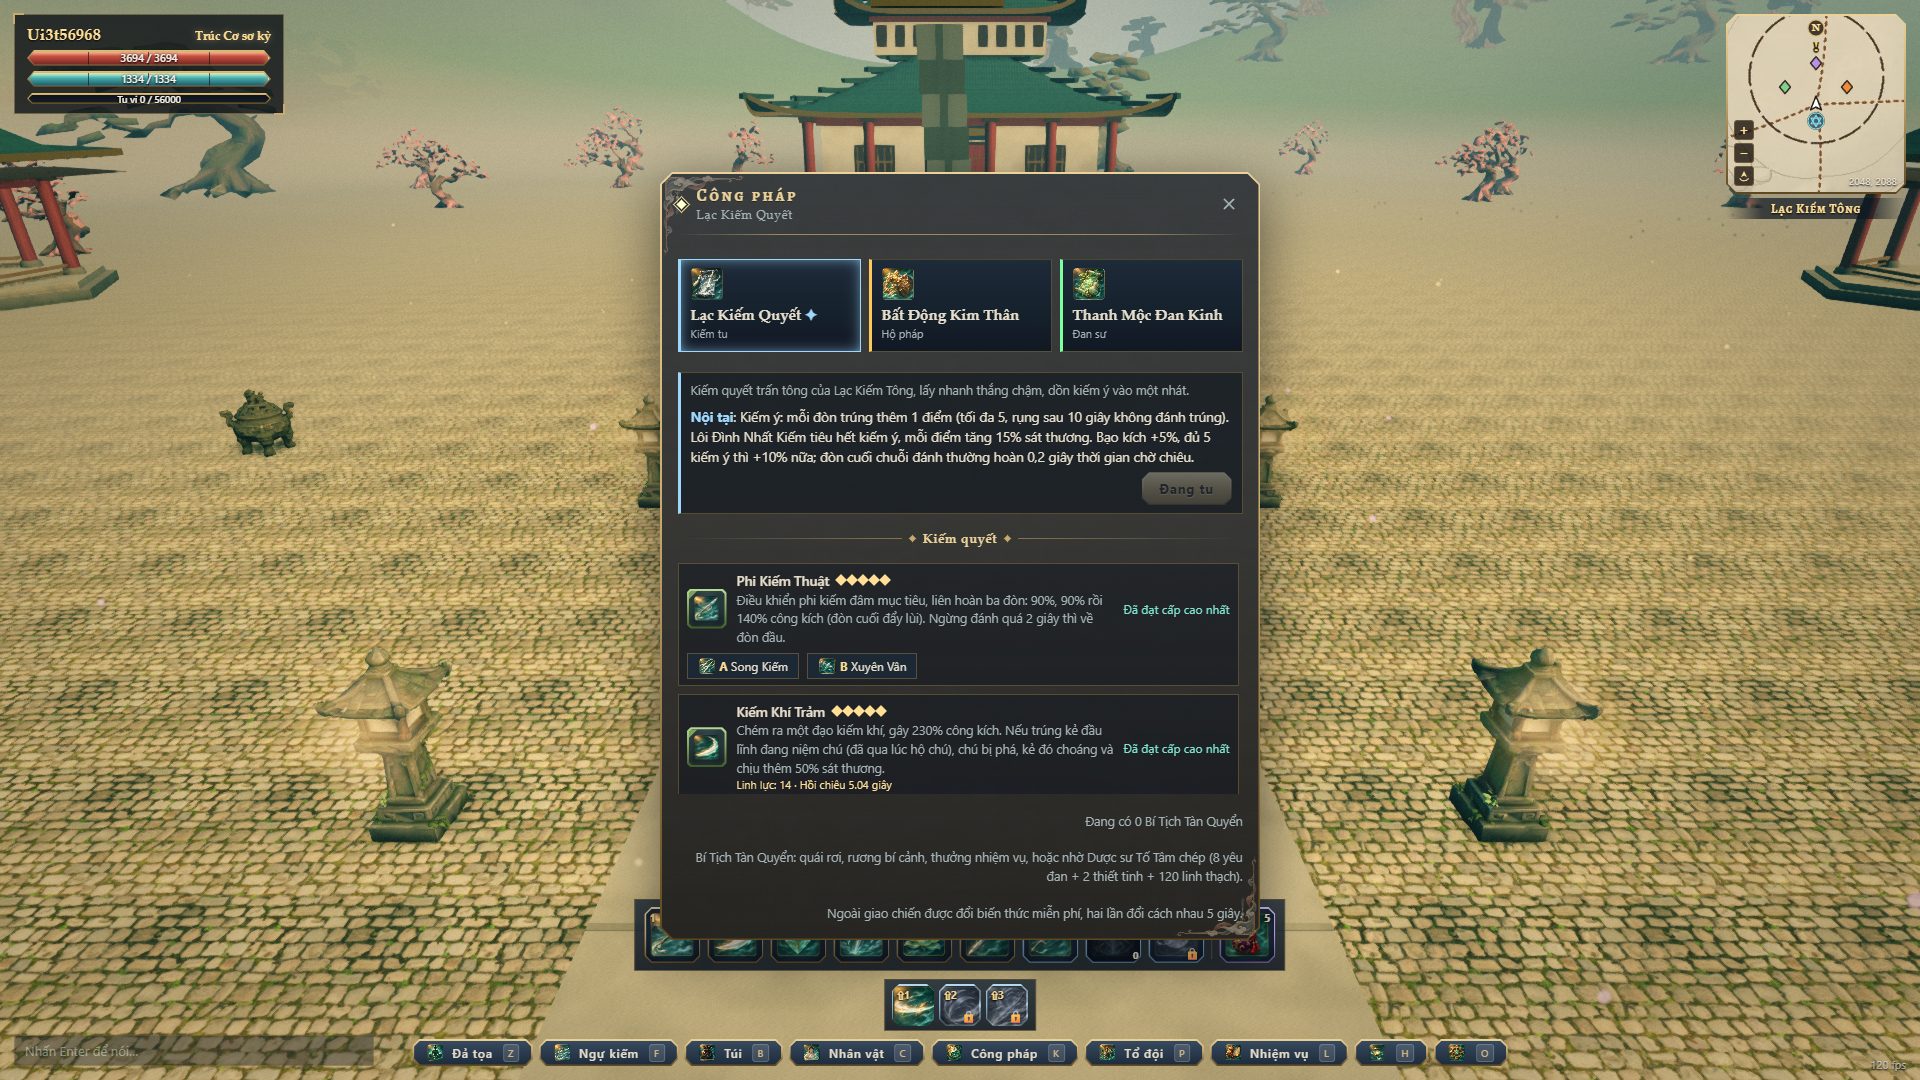 Ui3t56968
Trúc Cơ sơ kỳ
3694 / 3694
1334 / 1334
Tu vi 0 / 56000
N
+
−
2048, 2088
Lạc Kiếm Tông
Công pháp
Lạc Kiếm Quyết
×
Lạc Kiếm Quyết
Kiếm tu
Bất Động Kim Thân
Hộ pháp
Thanh Mộc Đan Kinh
Đan sư
Kiếm quyết trấn tông của Lạc Kiếm Tông, lấy nhanh thắng chậm, dồn kiếm ý vào một nhát.
Nội tại: Kiếm ý: mỗi đòn trúng thêm 1 điểm (tối đa 5, rụng sau 10 giây không đánh trúng).
Lôi Đình Nhất Kiếm tiêu hết kiếm ý, mỗi điểm tăng 15% sát thương. Bạo kích +5%, đủ 5
kiếm ý thì +10% nữa; đòn cuối chuỗi đánh thường hoàn 0,2 giây thời gian chờ chiêu.
Đang tu
Kiếm quyết
Phi Kiếm Thuật
Điều khiển phi kiếm đâm mục tiêu, liên hoàn ba đòn: 90%, 90% rồi
140% công kích (đòn cuối đẩy lùi). Ngừng đánh quá 2 giây thì về
đòn đầu.
Đã đạt cấp cao nhất
A Song Kiếm
B Xuyên Vân
Kiếm Khí Trảm
Chém ra một đạo kiếm khí, gây 230% công kích. Nếu trúng kẻ đầu
lĩnh đang niệm chú (đã qua lúc hộ chú), chú bị phá, kẻ đó choáng và
chịu thêm 50% sát thương.
Linh lực: 14 · Hồi chiêu 5.04 giây
Đã đạt cấp cao nhất
Đang có 0 Bí Tịch Tàn Quyển
Bí Tịch Tàn Quyển: quái rơi, rương bí cảnh, thưởng nhiệm vụ, hoặc nhờ Dược sư Tố Tâm chép (8 yêu
đan + 2 thiết tinh + 120 linh thạch).
Ngoài giao chiến được đổi biến thức miễn phí, hai lần đổi cách nhau 5 giây.
1
0
5
⇧1
⇧2
⇧3
Nhấn Enter để nói...
Đả tọa Z
Ngự kiếm F
Túi B
Nhân vật C
Công pháp K
Tổ đội P
Nhiệm vụ L
H
O
120 fps